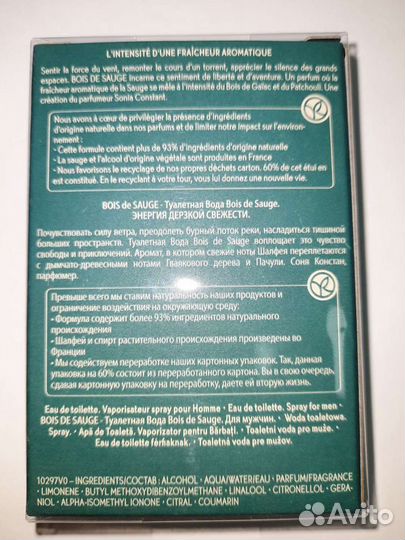 L'INTENSITÉ D'UNE FRAÎCHEUR AROMATIQUE
Sentir la force du vent, remonter le cours d'un torrent, apprécier le silence des grands
espaces. BOIS DE SAUGE incarne ce sentiment de liberté et d'aventure. Un parfum où la
fraîcheur aromatique de la Sauge se mêle à l'intensité du Bois de Gaïac et du Patchouli. Une
création du parfumeur Sonia Constant.
Nous avons à cœur de privilégier la présence d'ingrédients
d'origine naturelle dans nos parfums et de limiter notre impact sur l'environ-
nement :
- Cette formule contient plus de 93% d'ingrédients d'origine naturelle
- La sauge et l'alcool d'origine végétale sont produits en France
- Nous favorisons le recyclage de nos propres déchets carton. 60% de cet étui en
est constitué. En le recyclant à votre tour, vous lui donnez une nouvelle vie.
BOIS de SAUGE - Туалетная Вода Bois de Sauge.
ЭНЕРГИЯ ДЕРЗКОЙ СВЕЖЕСТИ.
Почувствовать силу ветра, преодолеть бурный поток реки, насладиться тишиной
больших пространств. Туалетная Вода Bois de Sauge воплощает это чувство
свободы и приключений. Аромат, в котором свежие ноты Шалфея переплетаются
с дымчато-древесными нотами Гваякового дерева и Пачули. Соня Констан,
парфюмер.
Превыше всего мы ставим натуральность наших продуктов и
ограничение воздействия на окружающую среду:
- Формула содержит более 93% ингредиентов натурального
происхождения
- Шалфей и спирт растительного происхождения произведены во
Франции
- Мы содействуем переработке наших картонных упаковок. Так, данная
упаковка на 60% состоит из переработанного картона. Вы в свою очередь,
сдавая картонную упаковку на переработку, даете ей вторую жизнь.
Eau de toilette. Vaporisateur spray pour Homme • Eau de toilette. Spray for men •
BOIS DE SAUGE - Туалетная Вода Bois de Sauge. Для мужчин. • Woda toaletowa.
Spray. • Apă de Toaletă. Vaporizator pentru Bărbați. • Toaletní voda pro muže. •
Eau de toilette férfiaknak. • Toaletná voda pre mužov.
10297V0 - INGREDIENTS/СОСТАВ : ALCOHOL • AQUA/WATER/EAU • PARFUM/FRAGRANCE
• LIMONENE • BUTYL METHOXYDIBENZOYLMETHANE • LINALOOL • CITRONELLOL • GERA-
NIOL • ALPHA-ISOMETHYL IONONE • CITRAL • COUMARIN
Avito